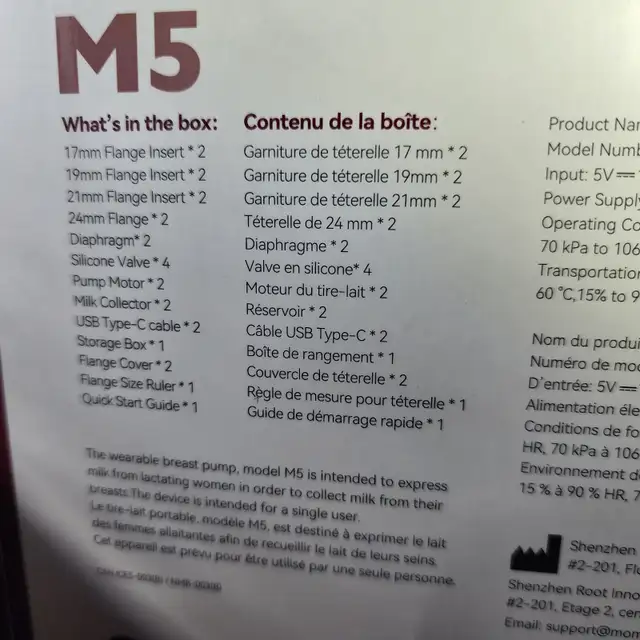 M5
What's in the box:
17mm Flange Insert * 2
19mm Flange Insert * 2
21mm Flange Insert * 2
24mm Flange * 2
Diaphragm* 2
Silicone Valve * 4
Pump Motor * 2
Milk Collector * 2
USB Type-C cable * 2
Storage Box * 1
Flange Cover * 2
Flange Size Ruler * 1
Quick Start Guide * 1
Contenu de la boîte:
Garniture de téterelle 17 mm * 2
Garniture de téterelle 19mm * 2
Garniture de téterelle 21mm * 2
Téterelle de 24 mm * 2
Diaphragme * 2
Valve en silicone* 4
Moteur du tire-lait * 2
Réservoir * 2
Câble USB Type-C * 2
Boîte de rangement * 1
Couvercle de téterelle * 2
Règle de mesure pour téterelle * 1
Guide de démarrage rapide * 1
The wearable breast pump, model M5 is intended to express
milk from lactating women in order to collect milk from their
breasts.The device is intended for a single user.
Le tire-lait portable, modèle M5, est destiné à exprimer le lait
des femmes allaitantes afin de recueillir le lait de leurs seins.
Cet appareil est prévu pour être utilisé par une seule personne.
Product Nar
Model Numb
Input: 5V
Power Supply
Operating Co
70 kPa to 106
Transportation
60 °C,15% to 9
Nom du produi
Numéro de mod
D'entrée: 5V
Alimentation éle
Conditions de fo
HR, 70 kPa à 106
Environnement d
15 % à 90 % HR, 7
Shenzhen
#2-201, Flo
Shenzhen Root Inno
#2-201, Etage 2, cen
Email: support@mom